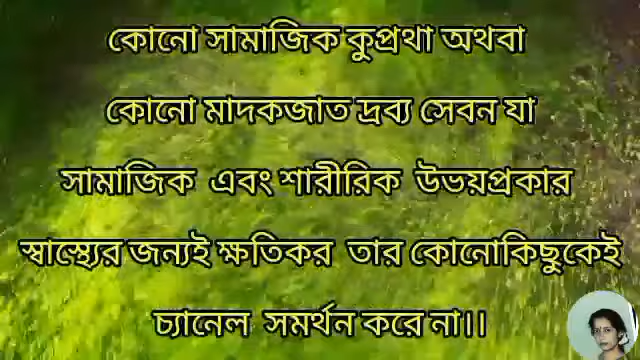 কোনো সামাজিক কুপ্রথা অথবা
কোনো মাদকজাত দ্রব্য সেবন যা
সামাজিক এবং শারীরিক উভয়প্রকার
স্বাস্থ্যের জন্যই ক্ষতিকর তার কোনোকিছুকেই
চ্যানেল সমর্থন করে না।।